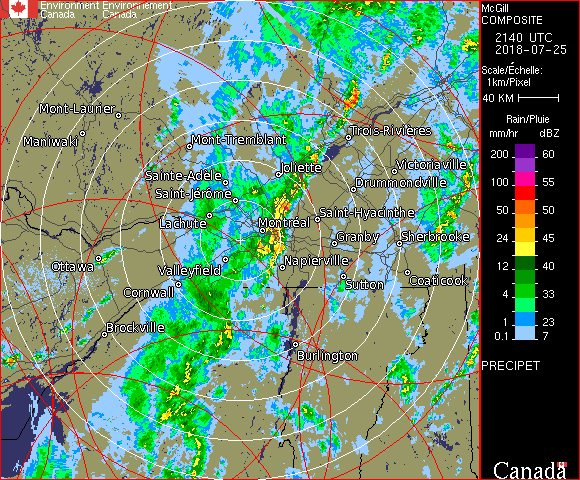 Environment Environnement
Canada Canada
McGill
COMPOSITE
2140 UTC
2018-07-25
Scale/Échelle:
1km/Pixel
40 KM
Rain/Pluie
mm/hr dBZ
200 60
100 55
50 50
24 45
12 40
4 33
1 23
0.1 7
PRECIPET
Mont-Laurier
Maniwaki
Mont-Tremblant
Trois-Rivières
Joliette
Victoriaville
Sainte-Adèle
Drummondville
Saint-Jérôme
Saint-Hyacinthe
Lachute
Montréal
Granby
Sherbrooke
Ottawa
Valleyfield
Napierville
Sutton
Coaticook
Cornwall
Brockville
Burlington
Canada